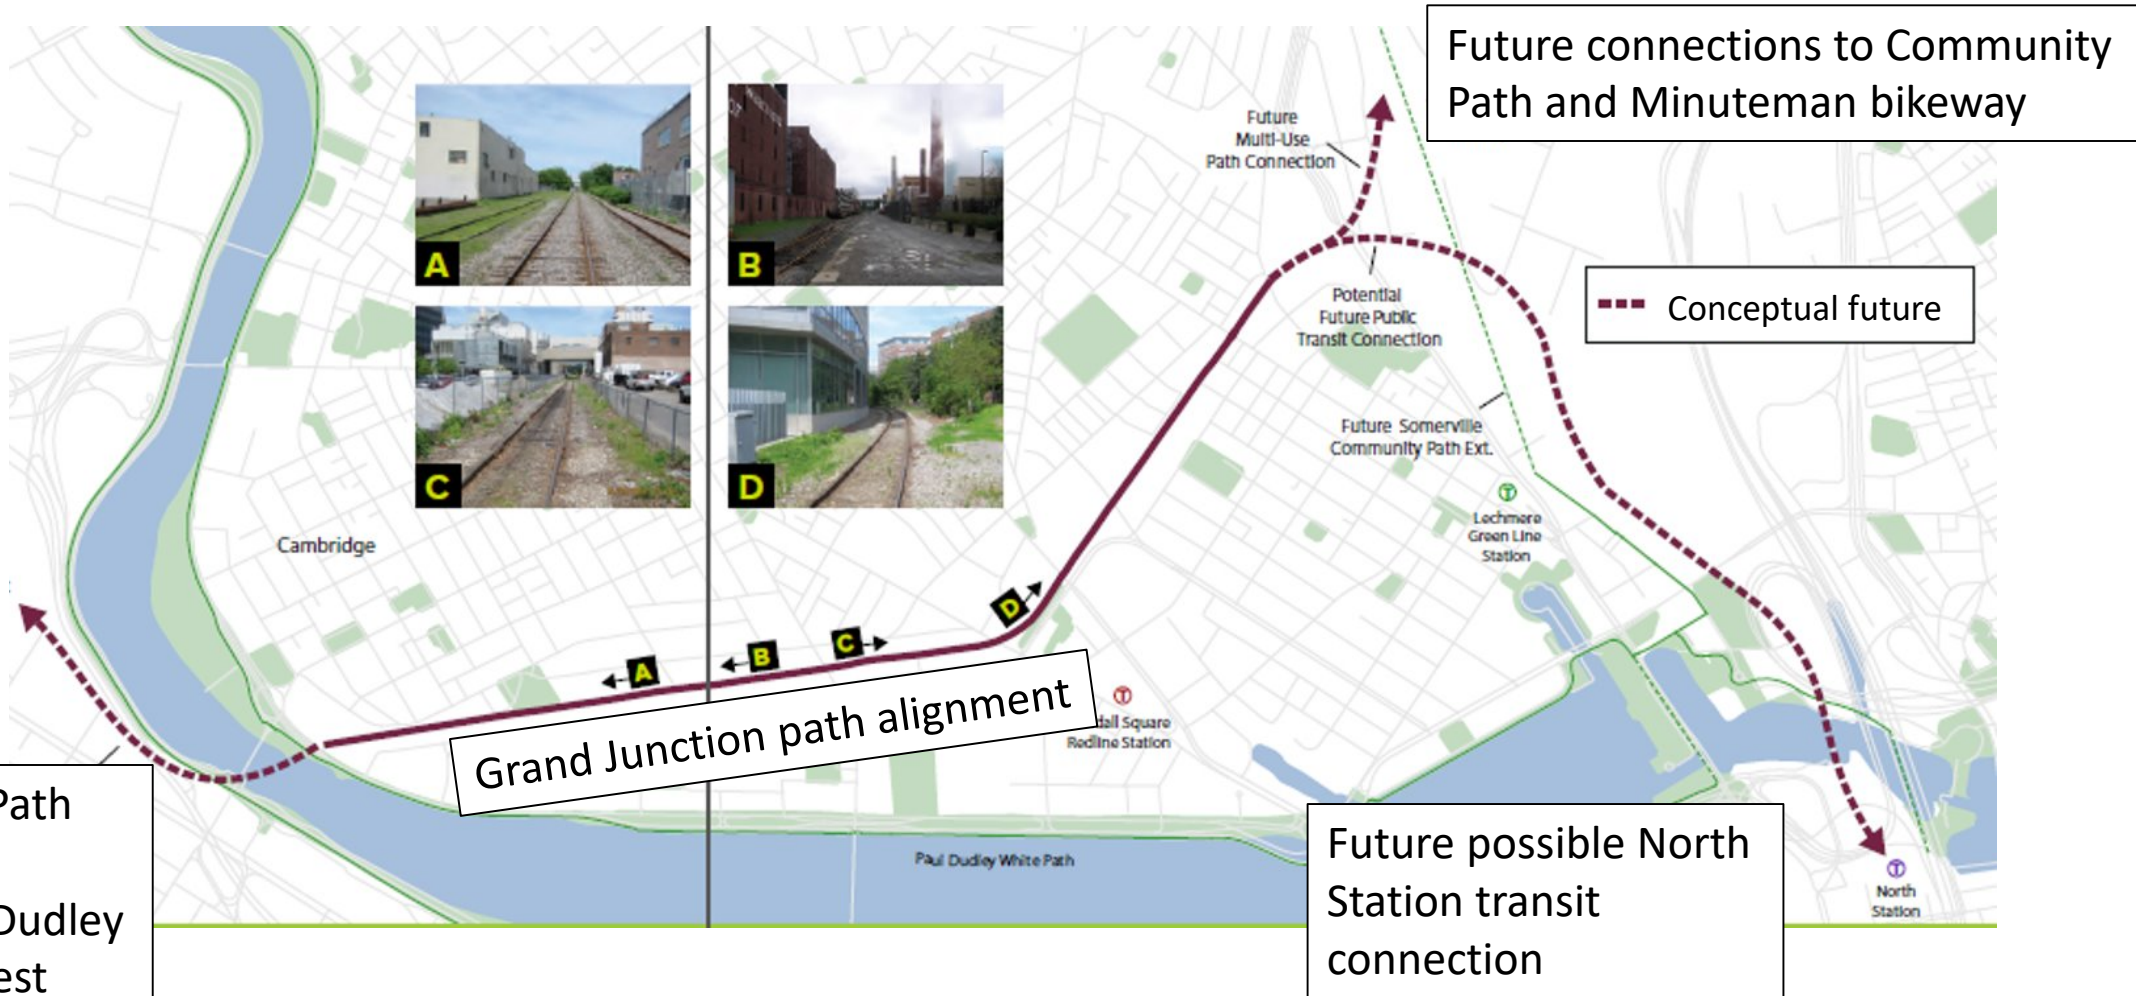 Future connections to Community
Path and Minuteman bikeway
Future
Multi-Use
Path Connection
A
B
C
D
Potential
Future Public
Transit Connection
Conceptual future
Future Somerville
Community Path Ext.
Lechmere
Green Line
Station
Cambridge
A
B
C
D
Grand Junction path alignment
dall Square
Redline Station
Path
Dudley
est
Paul Dudley White Path
Future possible North
Station transit
connection
North
Station